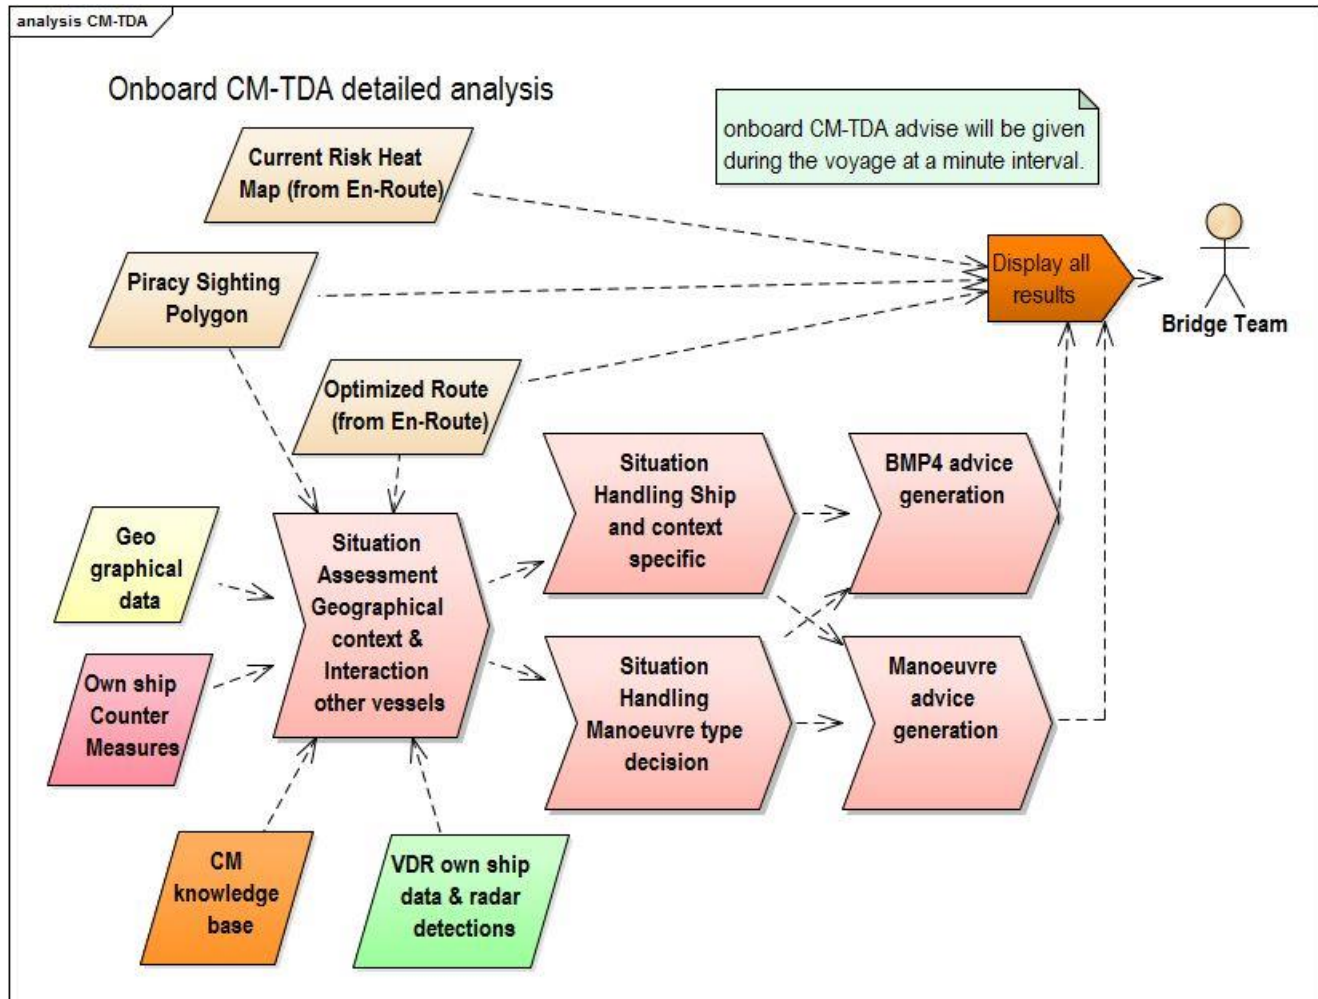 analysis CM-TDA
Onboard CM-TDA detailed analysis
onboard CM-TDA advise will be given
during the voyage at a minute interval.
Current Risk Heat
Map (from En-Route)
Piracy Sighting
Polygon
Display all
results
Bridge Team
Optimized Route
(from En-Route)
Situation
Handling Ship
and context
specific
BMP4 advice
generation
Geo
graphical
data
Situation
Assessment
Geographical
context &
Interaction
other vessels
Own ship
Counter
Measures
Situation
Handling
Manoeuvre type
decision
Manoeuvre
advice
generation
CM
knowledge
base
VDR own ship
data & radar
detections